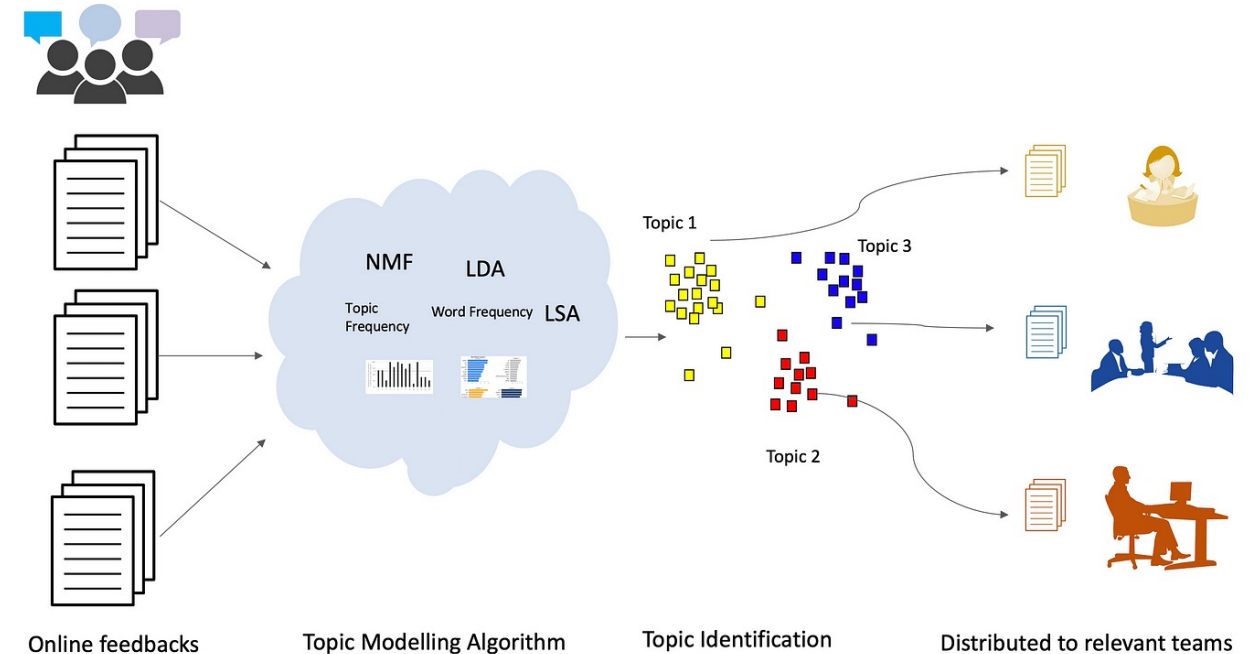 NMF
LDA
Topic
Frequency
Word Frequency
LSA
Topic 1
Topic 3
Topic 2
Online feedbacks
Topic Modelling Algorithm
Topic Identification
Distributed to relevant teams